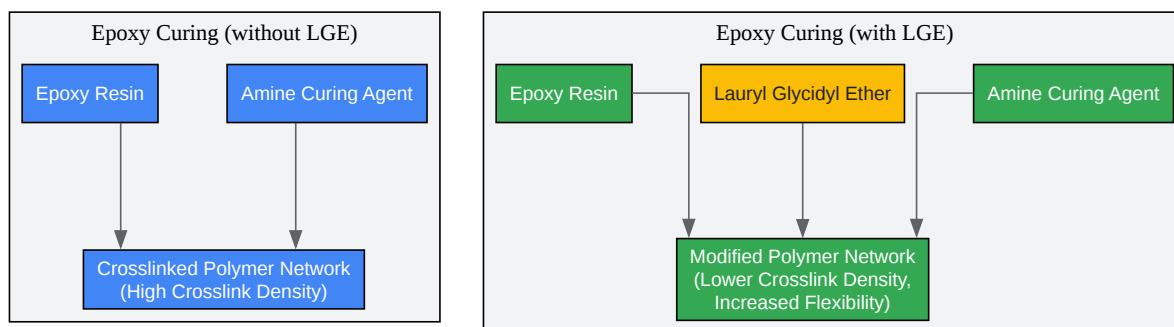 Epoxy Curing (without LGE)
Epoxy Resin
Amine Curing Agent
Crosslinked Polymer Network
(High Crosslink Density)
Epoxy Curing (with LGE)
Epoxy Resin
Lauryl Glycidyl Ether
Amine Curing Agent
Modified Polymer Network
(Lower Crosslink Density,
Increased Flexibility)